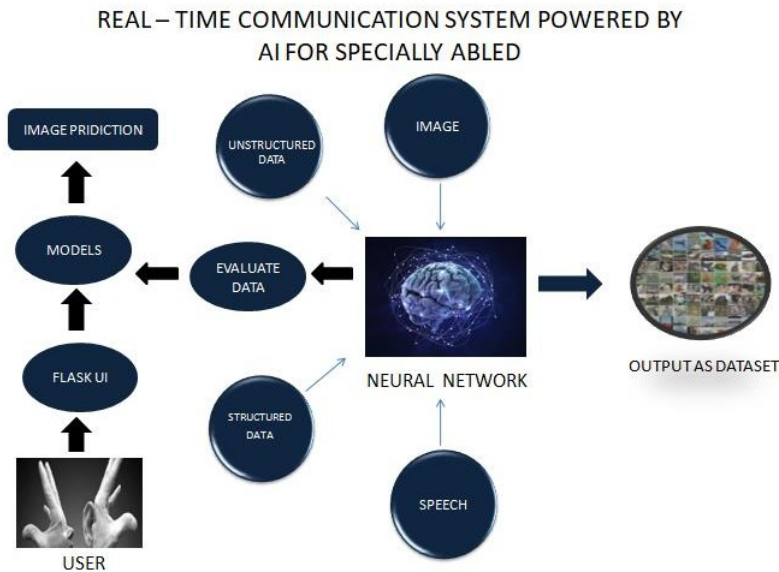 REAL – TIME COMMUNICATION SYSTEM POWERED BY
AI FOR SPECIALLY ABLED
IMAGE PRIDICTION
UNSTRUCTURED
DATA
IMAGE
MODELS
EVALUATE
DATA
FLASK UI
NEURAL NETWORK
OUTPUT AS DATASET
STRUCTURED
DATA
SPEECH
USER